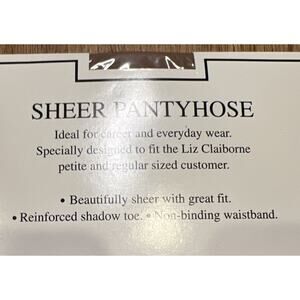 SHEER PANTYHOSE
Ideal for career and everyday wear.
Specially designed to fit the Liz Claiborne
petite and regular sized customer.
• Beautifully sheer with great fit.
• Reinforced shadow toe. • Non-binding waistband.